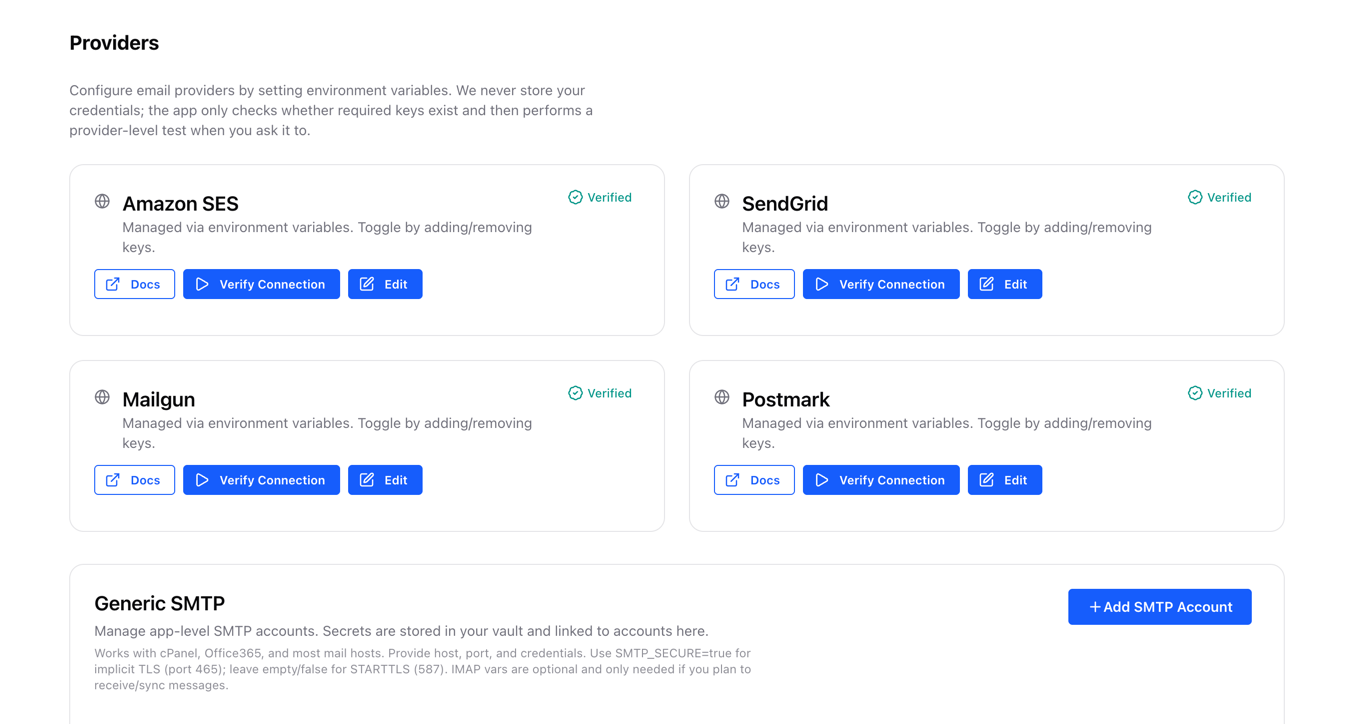 Providers
Configure email providers by setting environment variables. We never store your
credentials; the app only checks whether required keys exist and then performs a
provider-level test when you ask it to.
Amazon SES
Verified
Managed via environment variables. Toggle by adding/removing
keys.
Docs
Verify Connection
Edit
SendGrid
Verified
Managed via environment variables. Toggle by adding/removing
keys.
Docs
Verify Connection
Edit
Mailgun
Verified
Managed via environment variables. Toggle by adding/removing
keys.
Docs
Verify Connection
Edit
Postmark
Verified
Managed via environment variables. Toggle by adding/removing
keys.
Docs
Verify Connection
Edit
Generic SMTP
+ Add SMTP Account
Manage app-level SMTP accounts. Secrets are stored in your vault and linked to accounts here.
Works with cPanel, Office365, and most mail hosts. Provide host, port, and credentials. Use SMTP_SECURE=true for
implicit TLS (port 465); leave empty/false for STARTTLS (587). IMAP vars are optional and only needed if you plan to
receive/sync messages.